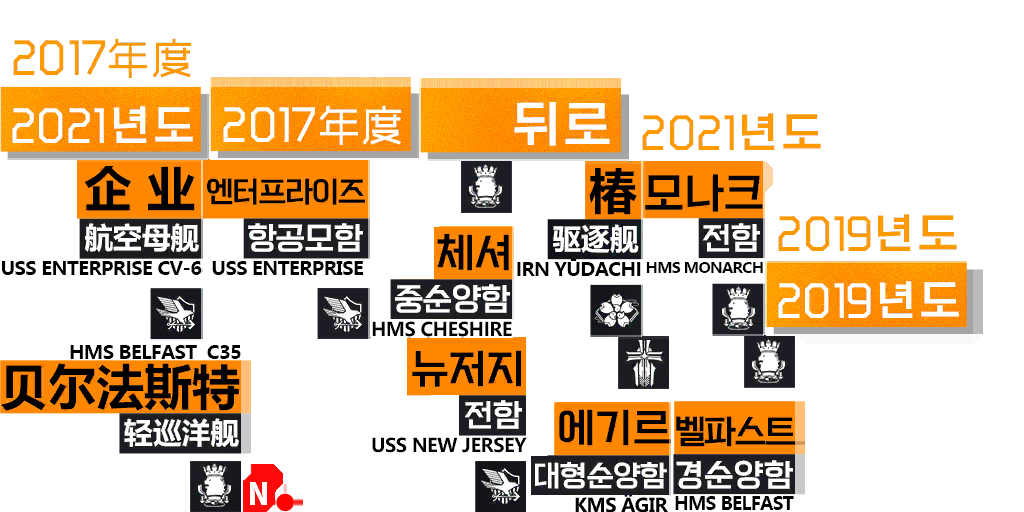 2017年度
2021년도
2017年度
뒤로
2021년도
企业
엔터프라이즈
椿
모나크
航空母舰
항공모함
驱逐舰
전함
2019년도
체셔
USS ENTERPRISE CV-6
USS ENTERPRISE
IRN YŪDACHI
HMS MONARCH
중순양함
2019년도
HMS CHESHIRE
HMS BELFAST C35
뉴저지
贝尔法斯特
전함
에기르
벨파스트
轻巡洋舰
USS NEW JERSEY
대형순양함
경순양함
N
KMS ÄGIR
HMS BELFAST